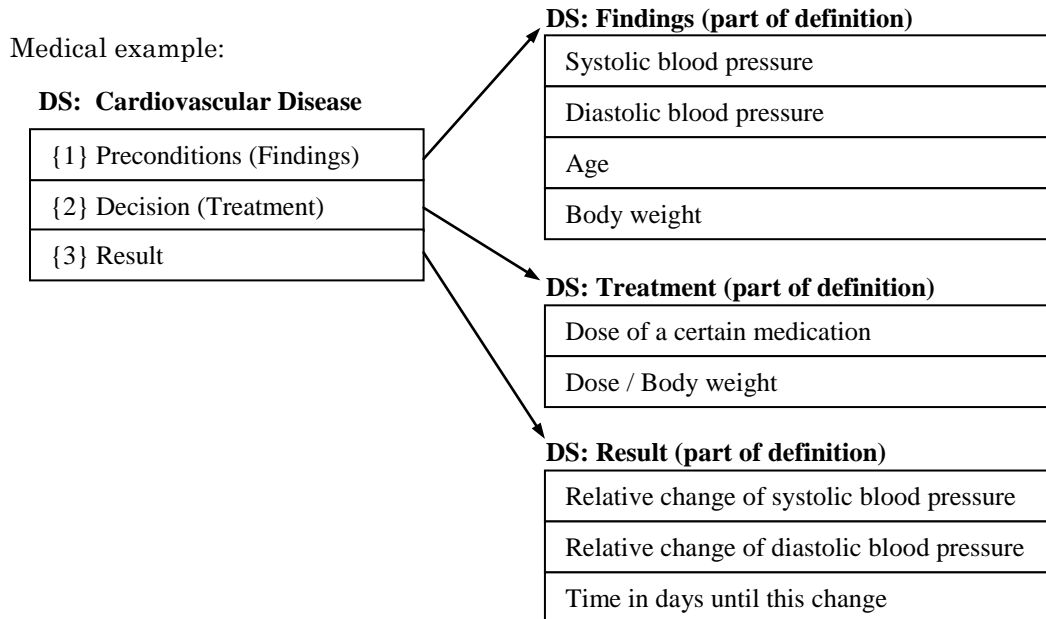 Medical example:
DS: Cardiovascular Disease
{1} Preconditions (Findings)
{2} Decision (Treatment)
{3} Result
DS: Findings (part of definition)
Systolic blood pressure
Diastolic blood pressure
Age
Body weight
DS: Treatment (part of definition)
Dose of a certain medication
Dose / Body weight
DS: Result (part of definition)
Relative change of systolic blood pressure
Relative change of diastolic blood pressure
Time in days until this change